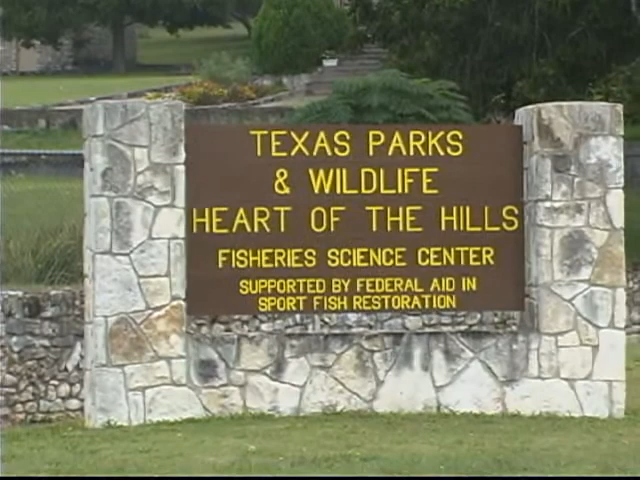 TEXAS PARKS
& WILDLIFE
HEART OF THE HILLS
FISHERIES SCIENCE CENTER
SUPPORTED BY FEDERAL AID IN
SPORT FISH RESTORATION